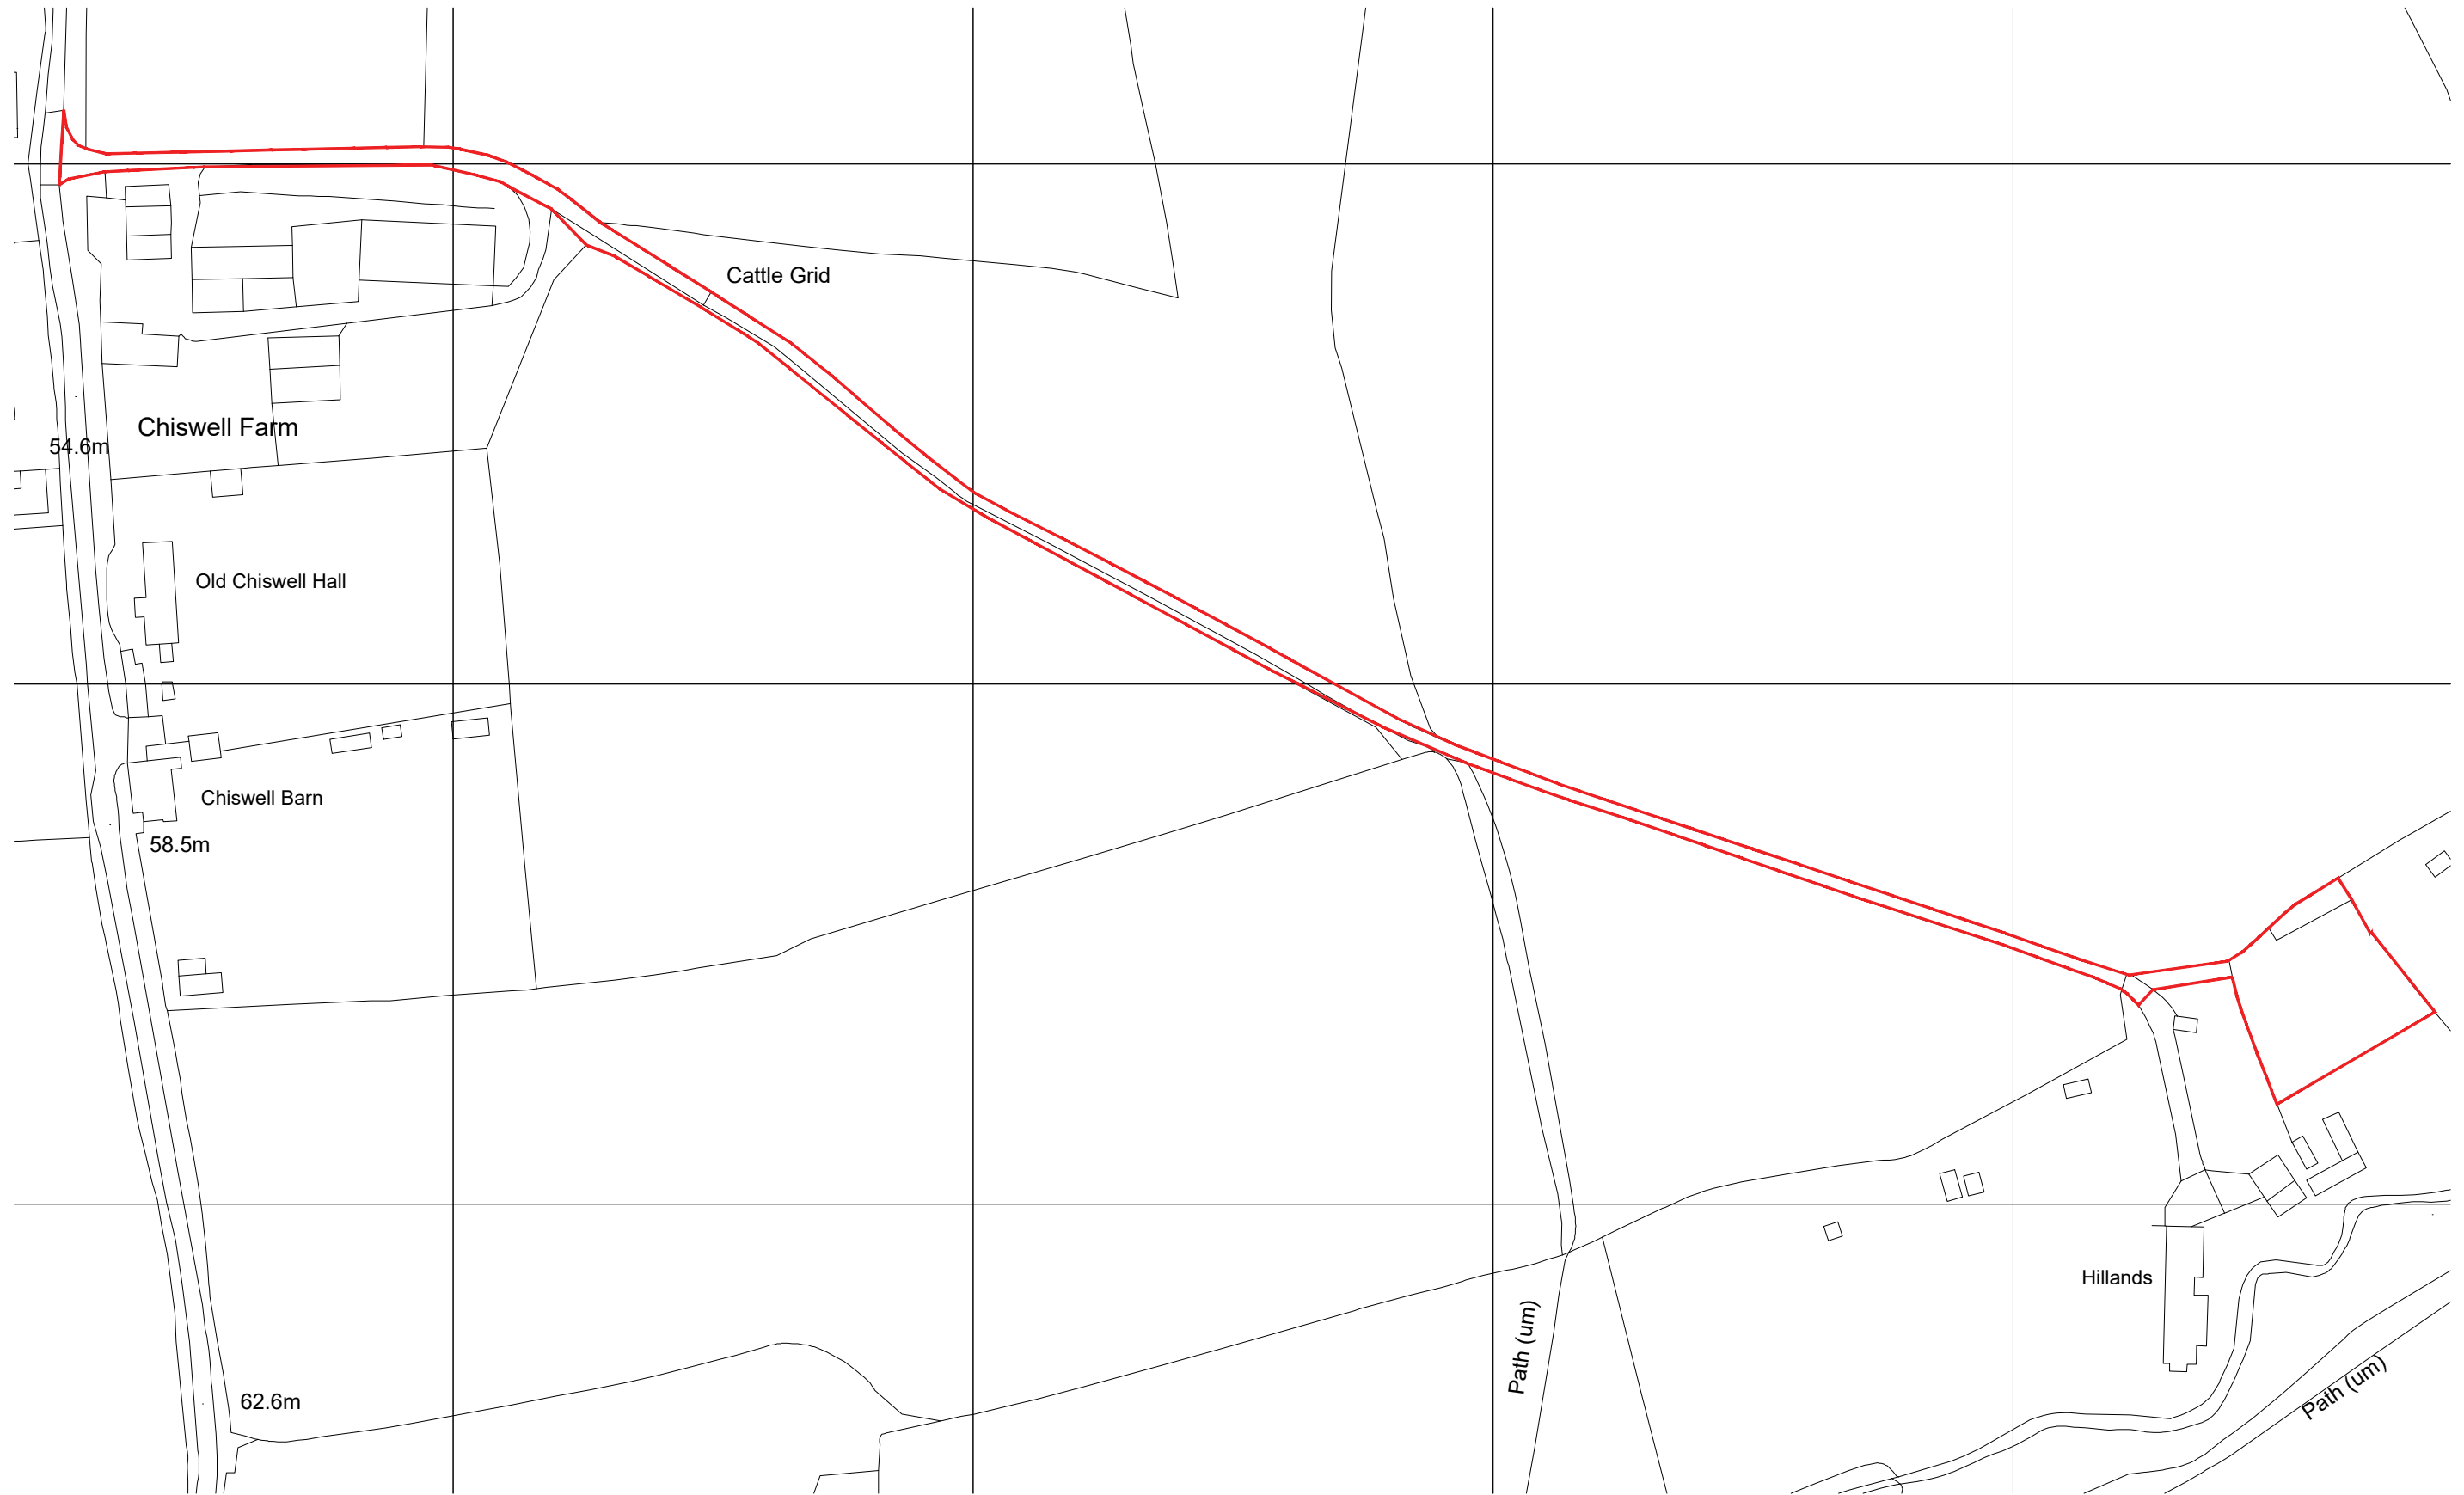 Cattle Grid
Chiswell Farm
54.6m
Old Chiswell Hall
Chiswell Barn
58.5m
Hillands
Path (um)
Path (um)
62.6m